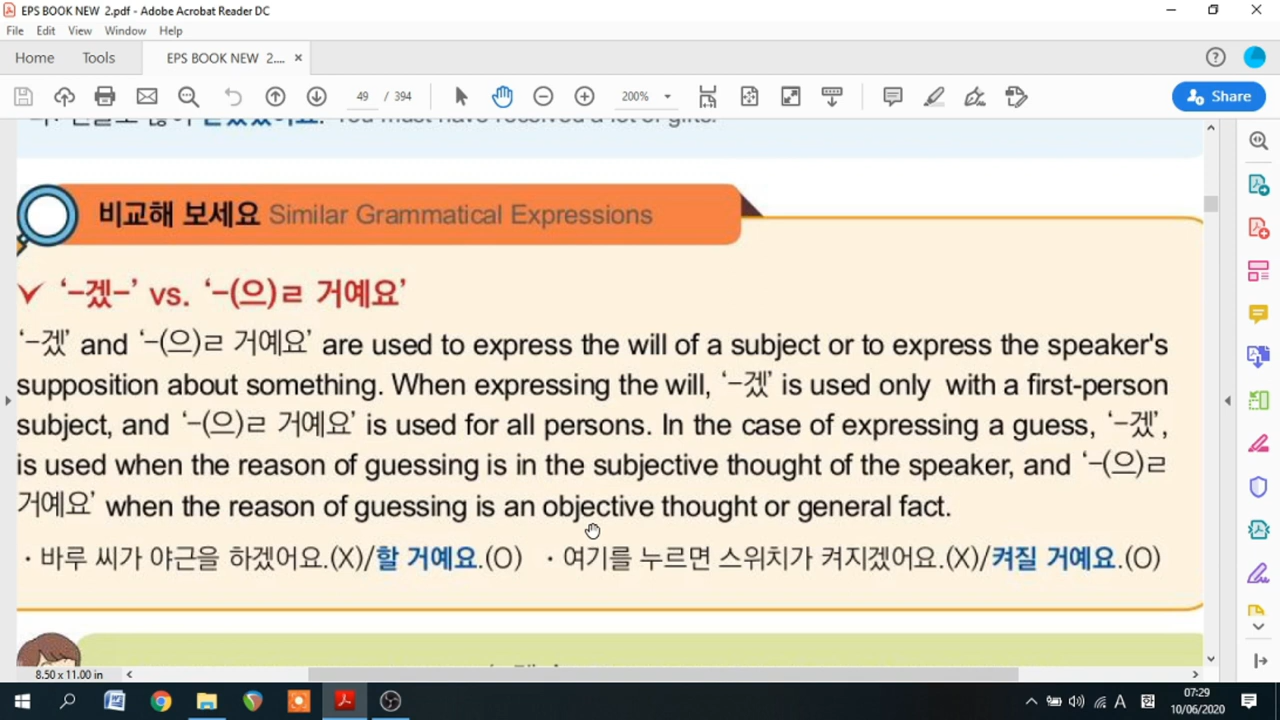 EPS BOOK NEW 2.pdf - Adobe Acrobat Reader DC
File Edit View Window Help
Home Tools EPS BOOK NEW 2.... ×
49 / 394 200% Share
You must have received a lot of gifts.
비교해 보세요 Similar Grammatical Expressions
'-겠-' vs. '-(으)ㄹ 거예요'
'-겠' and '-(으)ㄹ 거예요' are used to express the will of a subject or to express the speaker's
supposition about something. When expressing the will, '-겠' is used only with a first-person
subject, and '-(으)ㄹ 거예요' is used for all persons. In the case of expressing a guess, '-겠',
is used when the reason of guessing is in the subjective thought of the speaker, and '-(으)ㄹ
거예요' when the reason of guessing is an objective thought or general fact.
· 바루 씨가 야근을 하겠어요.(X)/할 거예요.(O) · 여기를 누르면 스위치가 켜지겠어요.(X)/켜질 거예요.(O)
8.50 x 11.00 in
A 한 07:29
10/06/2020